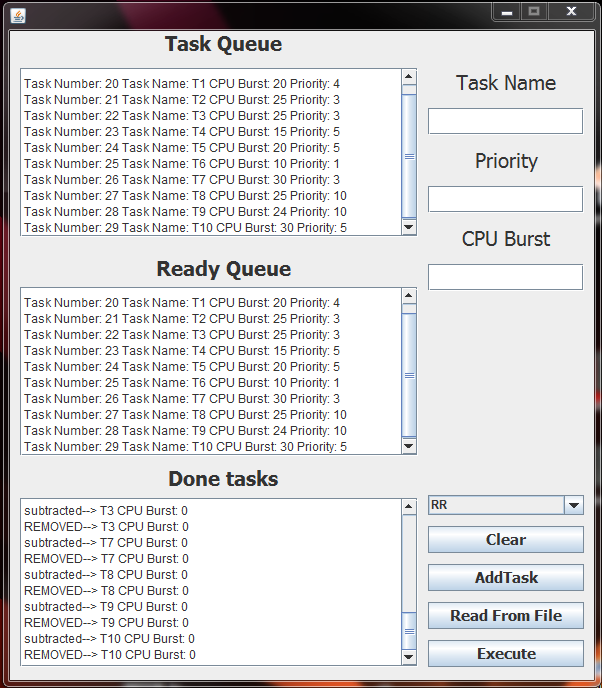 Task Queue
Task Number: 20 Task Name: T1 CPU Burst: 20 Priority: 4
Task Number: 21 Task Name: T2 CPU Burst: 25 Priority: 3
Task Number: 22 Task Name: T3 CPU Burst: 25 Priority: 3
Task Number: 23 Task Name: T4 CPU Burst: 15 Priority: 5
Task Number: 24 Task Name: T5 CPU Burst: 20 Priority: 5
Task Number: 25 Task Name: T6 CPU Burst: 10 Priority: 1
Task Number: 26 Task Name: T7 CPU Burst: 30 Priority: 3
Task Number: 27 Task Name: T8 CPU Burst: 25 Priority: 10
Task Number: 28 Task Name: T9 CPU Burst: 24 Priority: 10
Task Number: 29 Task Name: T10 CPU Burst: 30 Priority: 5
Ready Queue
Task Number: 20 Task Name: T1 CPU Burst: 20 Priority: 4
Task Number: 21 Task Name: T2 CPU Burst: 25 Priority: 3
Task Number: 22 Task Name: T3 CPU Burst: 25 Priority: 3
Task Number: 23 Task Name: T4 CPU Burst: 15 Priority: 5
Task Number: 24 Task Name: T5 CPU Burst: 20 Priority: 5
Task Number: 25 Task Name: T6 CPU Burst: 10 Priority: 1
Task Number: 26 Task Name: T7 CPU Burst: 30 Priority: 3
Task Number: 27 Task Name: T8 CPU Burst: 25 Priority: 10
Task Number: 28 Task Name: T9 CPU Burst: 24 Priority: 10
Task Number: 29 Task Name: T10 CPU Burst: 30 Priority: 5
Done tasks
subtracted--> T3 CPU Burst: 0
REMOVED--> T3 CPU Burst: 0
subtracted--> T7 CPU Burst: 0
REMOVED--> T7 CPU Burst: 0
subtracted--> T8 CPU Burst: 0
REMOVED--> T8 CPU Burst: 0
subtracted--> T9 CPU Burst: 0
REMOVED--> T9 CPU Burst: 0
subtracted--> T10 CPU Burst: 0
REMOVED--> T10 CPU Burst: 0
Task Name
Priority
CPU Burst
RR
Clear
AddTask
Read From File
Execute